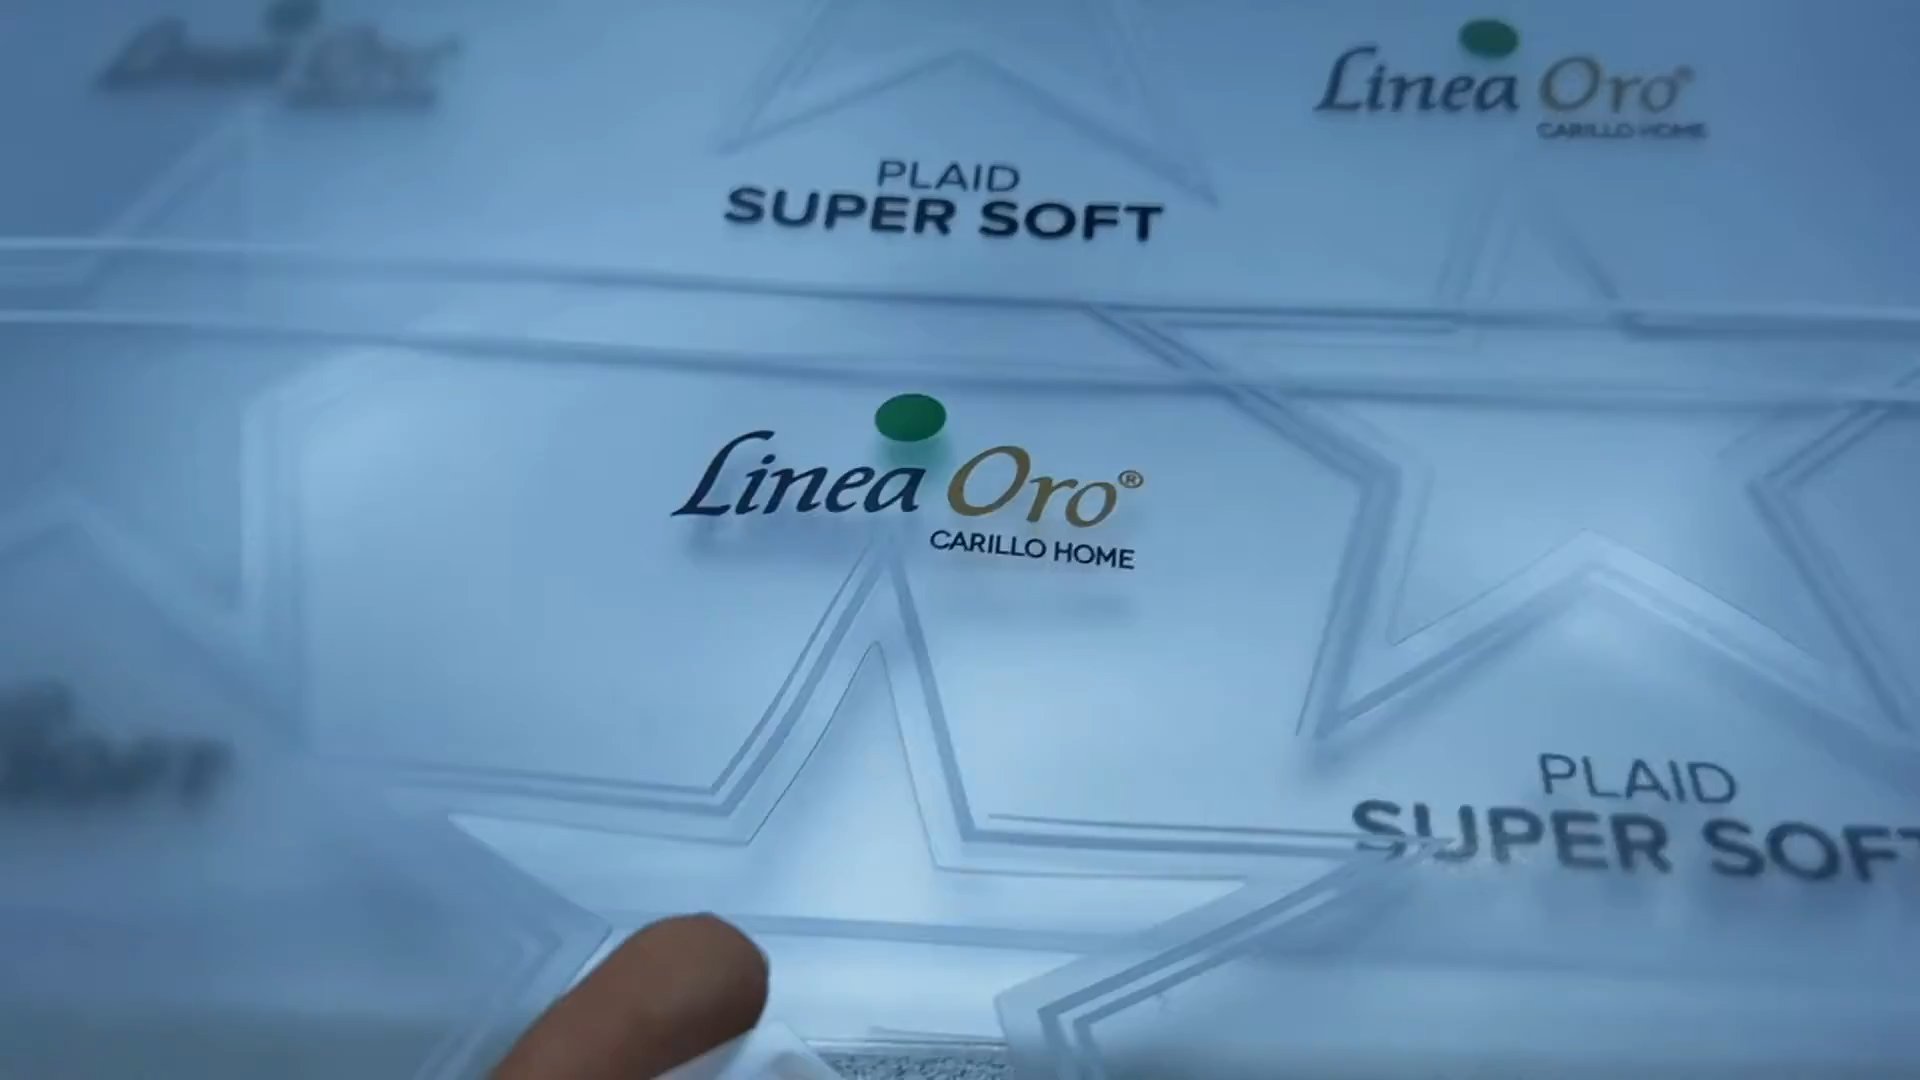 Linea Oro
CARILLO HOME
PLAID
SUPER SOFT
Linea Oro®
CARILLO HOME
PLAID
SUPER SOFT